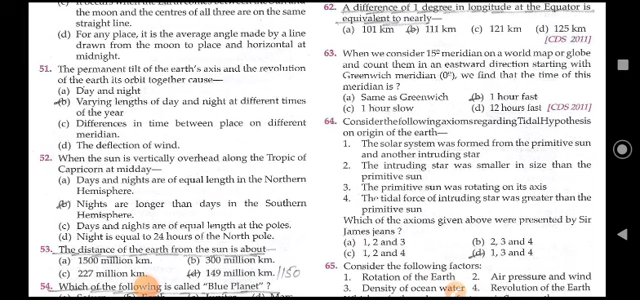 the moon and the centres of all three are on the same
straight line.
(d) For any place, it is the average angle made by a line
drawn from the moon to place and horizontal at
midnight.
51. The permanent tilt of the earth's axis and the revolution
of the earth its orbit together cause—
(a) Day and night
(b) Varying lengths of day and night at different times
of the year
(c) Differences in time between place on different
meridian.
(d) The deflection of wind.
52. When the sun is vertically overhead along the Tropic of
Capricorn at midday—
(a) Days and nights are of equal length in the Northern
Hemisphere.
(b) Nights are longer than days in the Southern
Hemisphere.
(c) Days and nights are of equal length at the poles.
(d) Night is equal to 24 hours of the North pole.
53. The distance of the earth from the sun is about—
(a) 1500 million km. (b) 300 million km.
(c) 227 million km. (d) 149 million km. /150
54. Which of the following is called "Blue Planet" ?
62. A difference of 1 degree in longitude at the Equator is
equivalent to nearly—
(a) 101 km (b) 111 km (c) 121 km (d) 125 km
[CDS 2011]
63. When we consider 15° meridian on a world map or globe
and count them in an eastward direction starting with
Greenwich meridian (0°), we find that the time of this
meridian is ?
(a) Same as Greenwich (b) 1 hour fast
(c) 1 hour slow (d) 12 hours fast [CDS 2011]
64. Consider the following axioms regarding Tidal Hypothesis
on origin of the earth—
1. The solar system was formed from the primitive sun
and another intruding star
2. The intruding star was smaller in size than the
primitive sun
3. The primitive sun was rotating on its axis
4. The tidal force of intruding star was greater than the
primitive sun
Which of the axioms given above were presented by Sir
James jeans ?
(a) 1, 2 and 3 (b) 2, 3 and 4
(c) 1, 2 and 4 (d) 1, 3 and 4
65. Consider the following factors:
1. Rotation of the Earth 2. Air pressure and wind
3. Density of ocean water 4. Revolution of the Earth